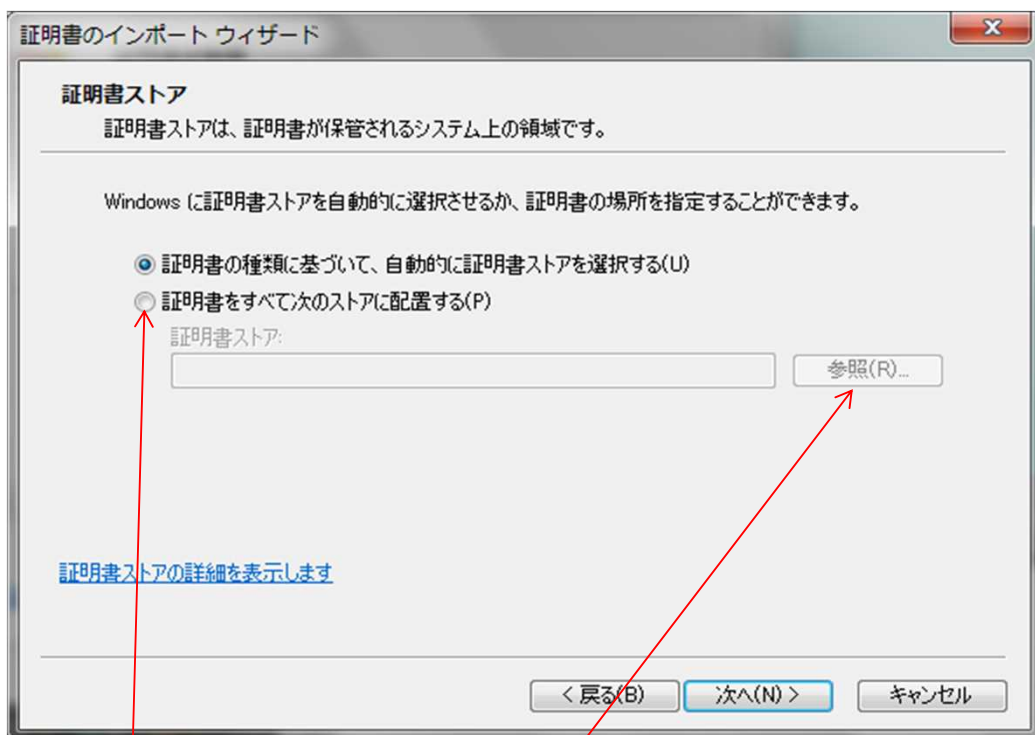 証明書のインポート ウィザード
証明書ストア
証明書ストアは、証明書が保管されるシステム上の領域です。
Windows に証明書ストアを自動的に選択させるか、証明書の場所を指定することができます。
証明書の種類に基づいて、自動的に証明書ストアを選択する(U)
証明書をすべて次のストアに配置する(P)
証明書ストア:
参照(R)...
証明書ストアの詳細を表示します
< 戻る(B)
次へ(N) >
キャンセル